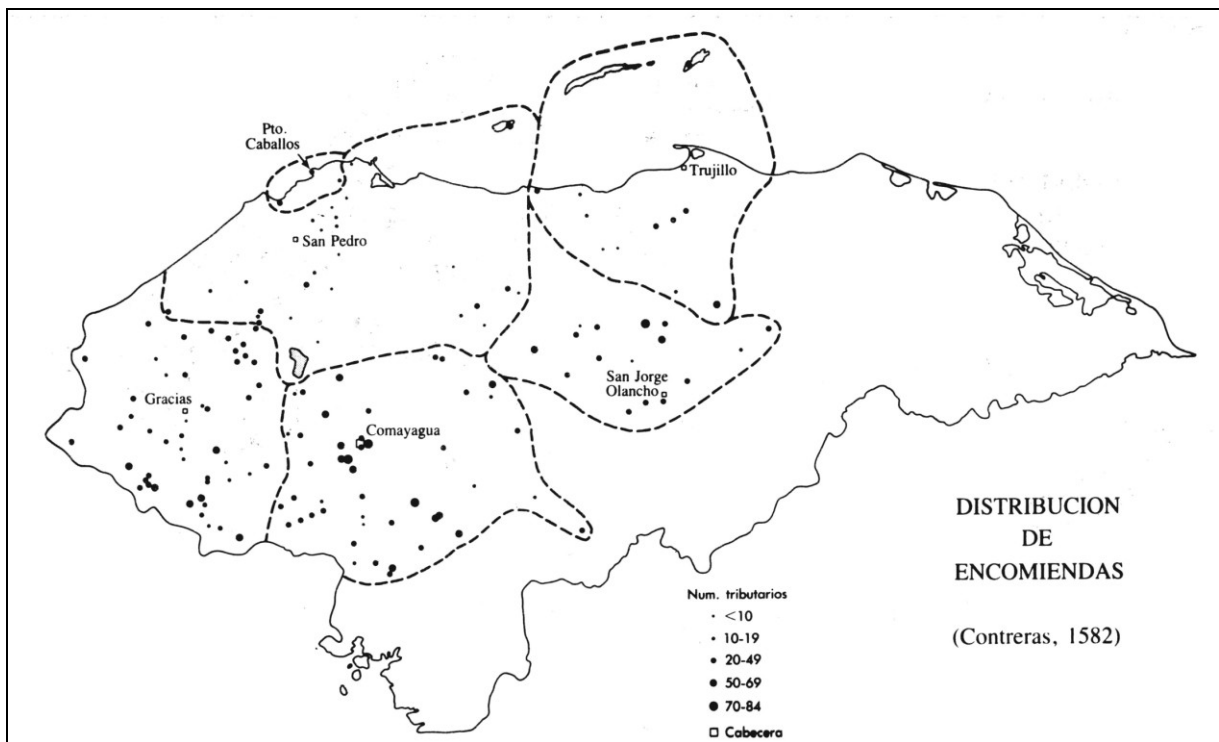 Pto.
Caballos
Trujillo
San Pedro
San Jorge
Olancho
Gracias
Comayagua
DISTRIBUCION
DE
ENCOMIENDAS
(Contreras, 1582)
Num. tributarios
<10
10-19
20-49
50-69
70-84
Cabecera